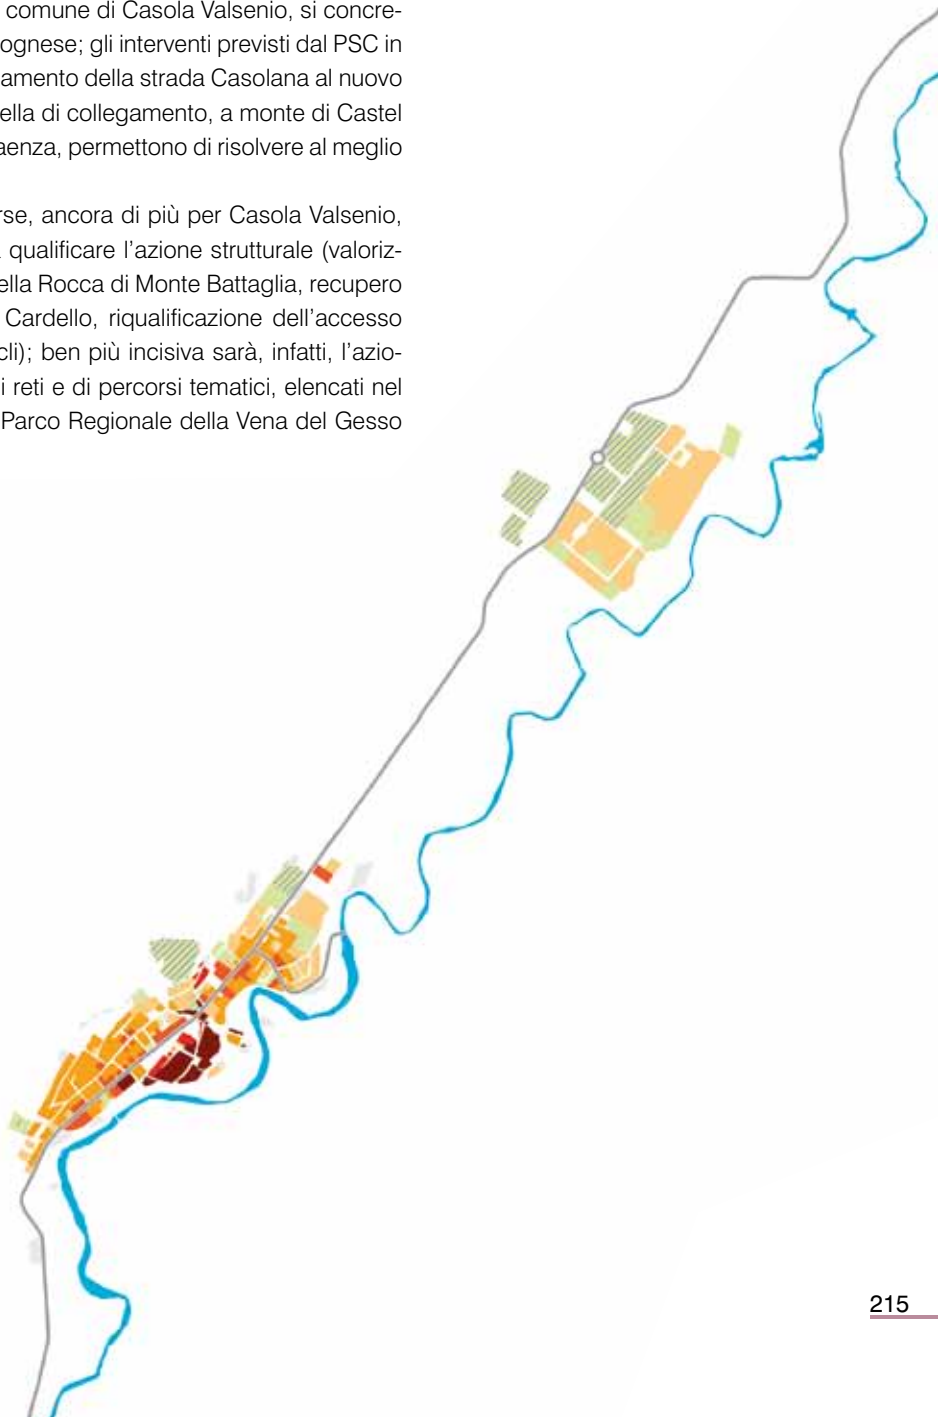 comune di Casola Valsenio, si concre-
ognese; gli interventi previsti dal PSC in
amento della strada Casolana al nuovo
ella di collegamento, a monte di Castel
aenza, permettono di risolvere al meglio
rse, ancora di più per Casola Valsenio,
qualificare l'azione strutturale (valoriz-
ella Rocca di Monte Battaglia, recupero
Cardello, riqualificazione dell'accesso
cli); ben più incisiva sarà, infatti, l'azio-
i reti e di percorsi tematici, elencati nel
Parco Regionale della Vena del Gesso
215